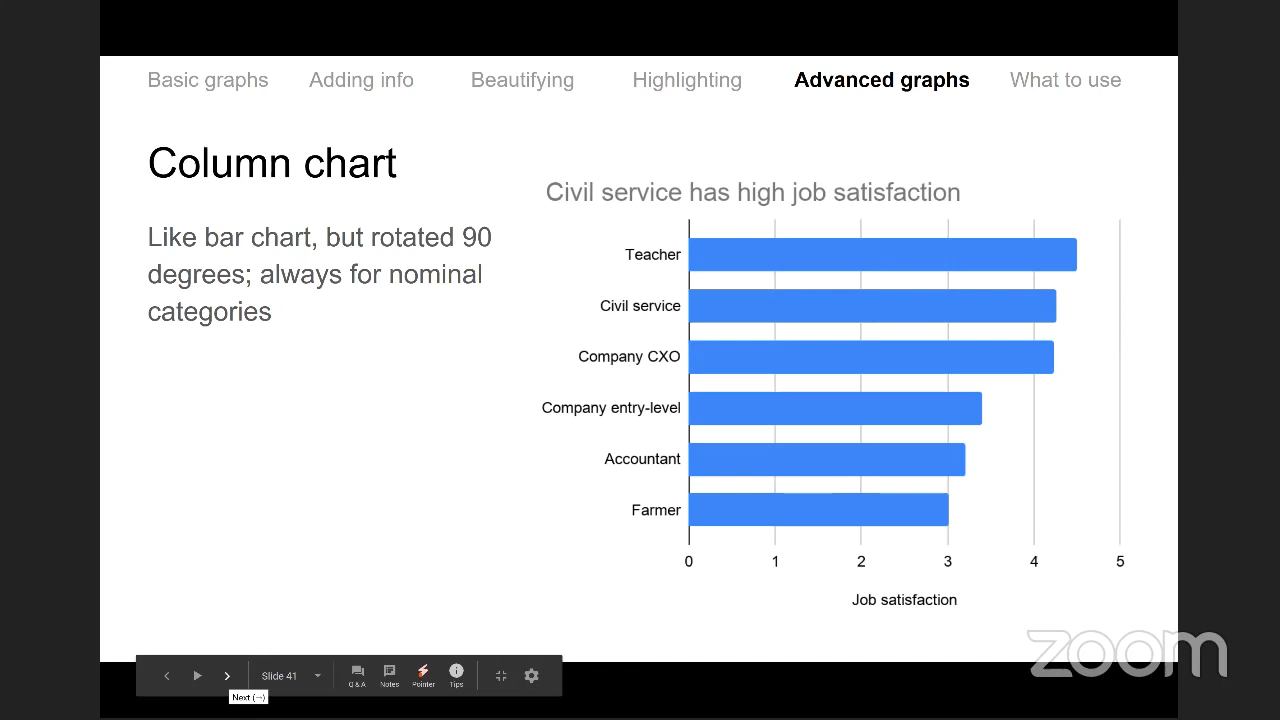 Basic graphs Adding info Beautifying Highlighting Advanced graphs What to use
Column chart
Like bar chart, but rotated 90
degrees; always for nominal
categories
Civil service has high job satisfaction
Teacher
Civil service
Company CXO
Company entry-level
Accountant
Farmer
0 1 2 3 4 5
Job satisfaction
zoom
Slide 41
Q & A Notes Pointer Tips
Next (→)